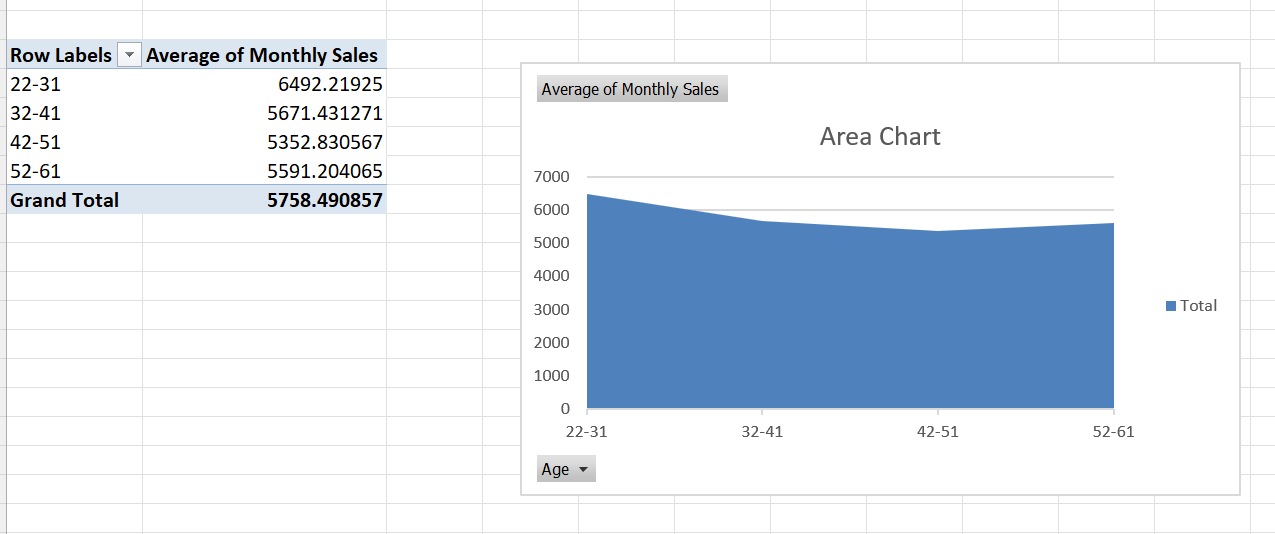 Row Labels Average of Monthly Sales
22-31 6492.21925
32-41 5671.431271
42-51 5352.830567
52-61 5591.204065
Grand Total 5758.490857
Average of Monthly Sales
Area Chart
7000
6000
5000
4000
3000
2000
1000
0
22-31 32-41 42-51 52-61
Total
Age